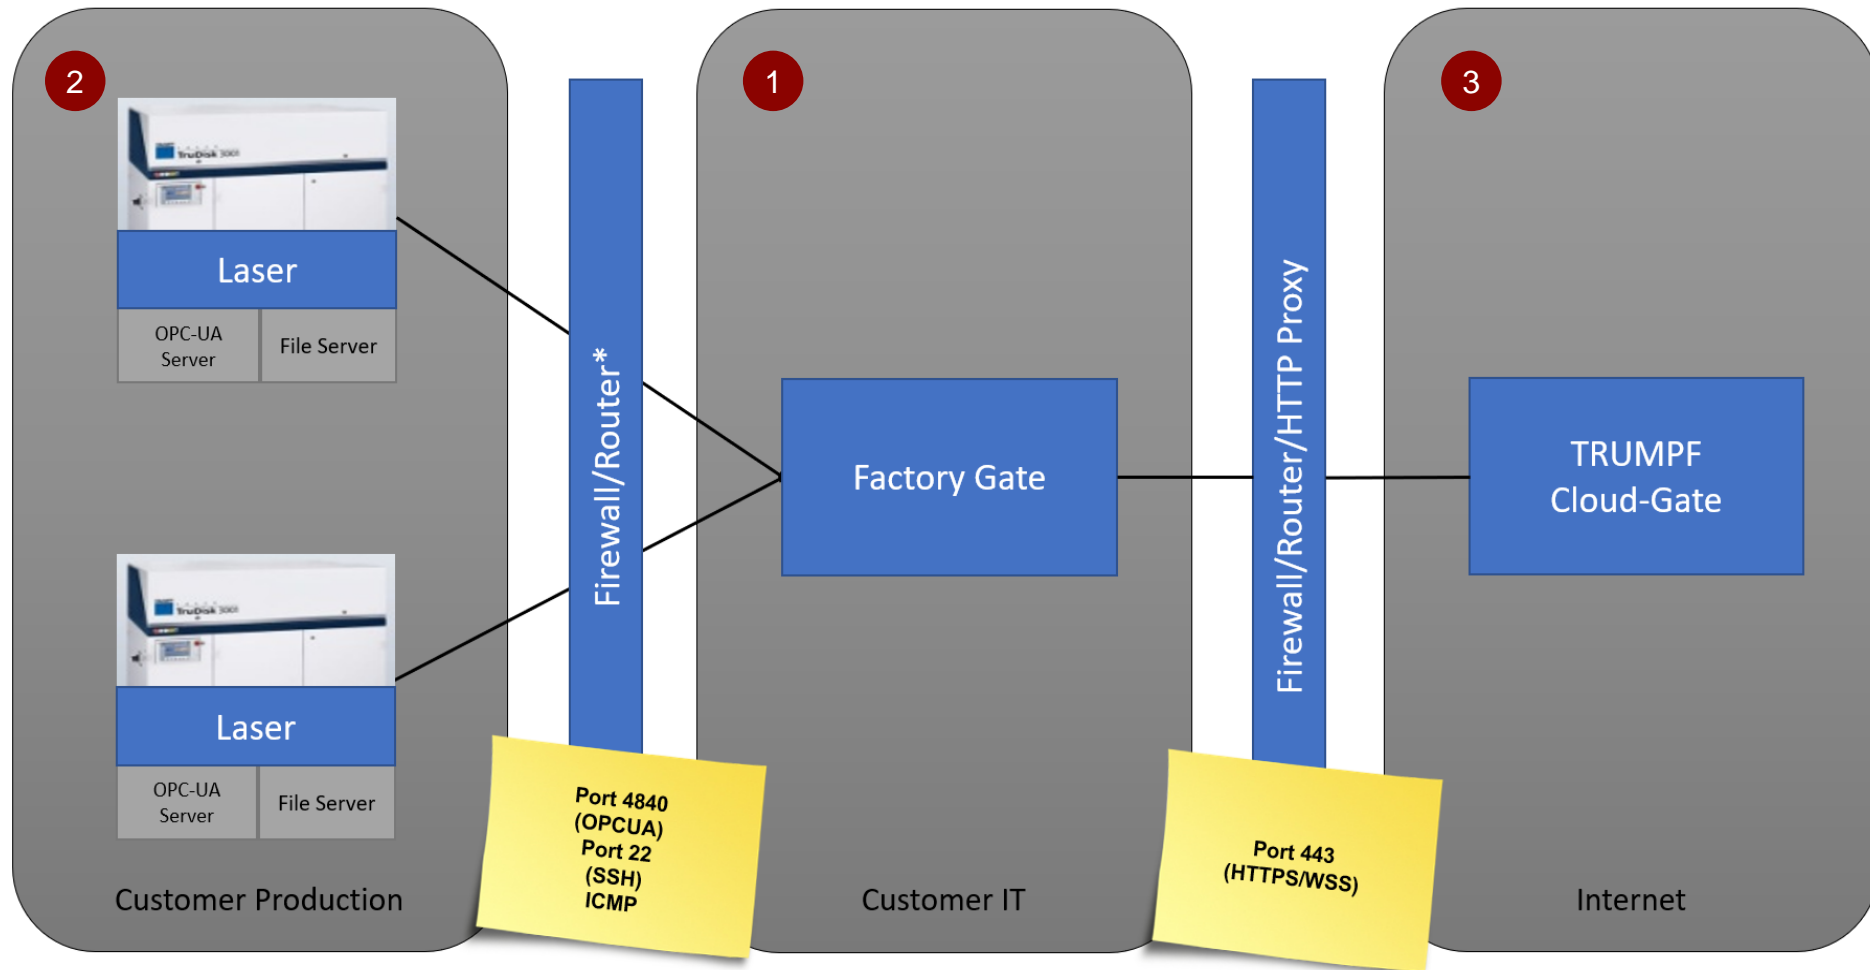 2
TruDisk 3001
Laser
OPC-UA
Server
File Server
TruDisk 3001
Laser
OPC-UA
Server
File Server
Customer Production
Firewall/Router*
Port 4840
(OPCUA)
Port 22
(SSH)
ICMP
1
Factory Gate
Customer IT
Firewall/Router/HTTP Proxy
Port 443
(HTTPS/WSS)
3
TRUMPF
Cloud-Gate
Internet